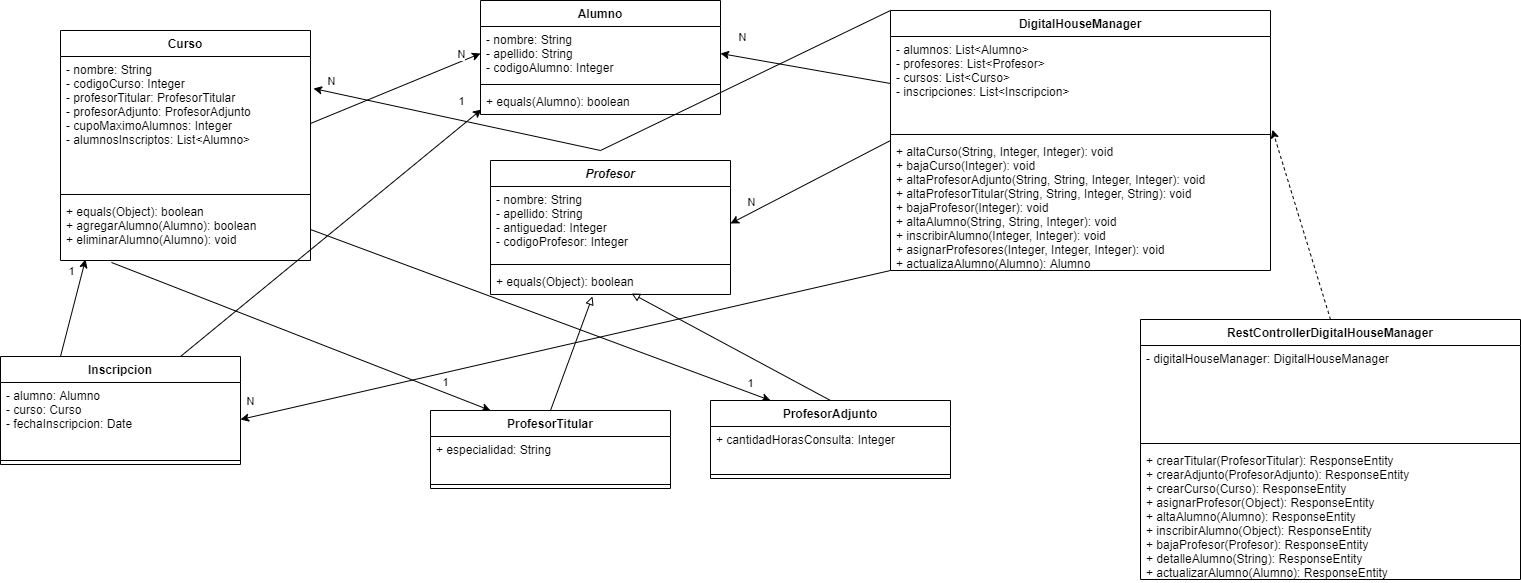 Alumno
- nombre: String
- apellido: String
- codigoAlumno: Integer
+ equals(Alumno): boolean
DigitalHouseManager
- alumnos: List<Alumno>
- profesores: List<Profesor>
- cursos: List<Curso>
- inscripciones: List<Inscripcion>
+ altaCurso(String, Integer, Integer): void
+ bajaCurso(Integer): void
+ altaProfesorAdjunto(String, String, Integer, Integer): void
+ altaProfesorTitular(String, String, Integer, String): void
+ bajaProfesor(Integer): void
+ altaAlumno(String, String, Integer): void
+ inscribirAlumno(Integer, Integer): void
+ asignarProfesores(Integer, Integer, Integer): void
+ actualizaAlumno(Alumno): Alumno
Curso
- nombre: String
- codigoCurso: Integer
- profesorTitular: ProfesorTitular
- profesorAdjunto: ProfesorAdjunto
- cupoMaximoAlumnos: Integer
- alumnosInscriptos: List<Alumno>
+ equals(Object): boolean
+ agregarAlumno(Alumno): boolean
+ eliminarAlumno(Alumno): void
N
N
N
1
Profesor
- nombre: String
- apellido: String
- antiguedad: Integer
- codigoProfesor: Integer
+ equals(Object): boolean
N
1
RestControllerDigitalHouseManager
- digitalHouseManager: DigitalHouseManager
+ crearTitular(ProfesorTitular): ResponseEntity
+ crearAdjunto(ProfesorAdjunto): ResponseEntity
+ crearCurso(Curso): ResponseEntity
+ asignarProfesor(Object): ResponseEntity
+ altaAlumno(Alumno): ResponseEntity
+ inscribirAlumno(Object): ResponseEntity
+ bajaProfesor(Profesor): ResponseEntity
+ detalleAlumno(String): ResponseEntity
+ actualizarAlumno(Alumno): ResponseEntity
Inscripcion
- alumno: Alumno
- curso: Curso
- fechaInscripcion: Date
N
1
1
ProfesorTitular
+ especialidad: String
ProfesorAdjunto
+ cantidadHorasConsulta: Integer